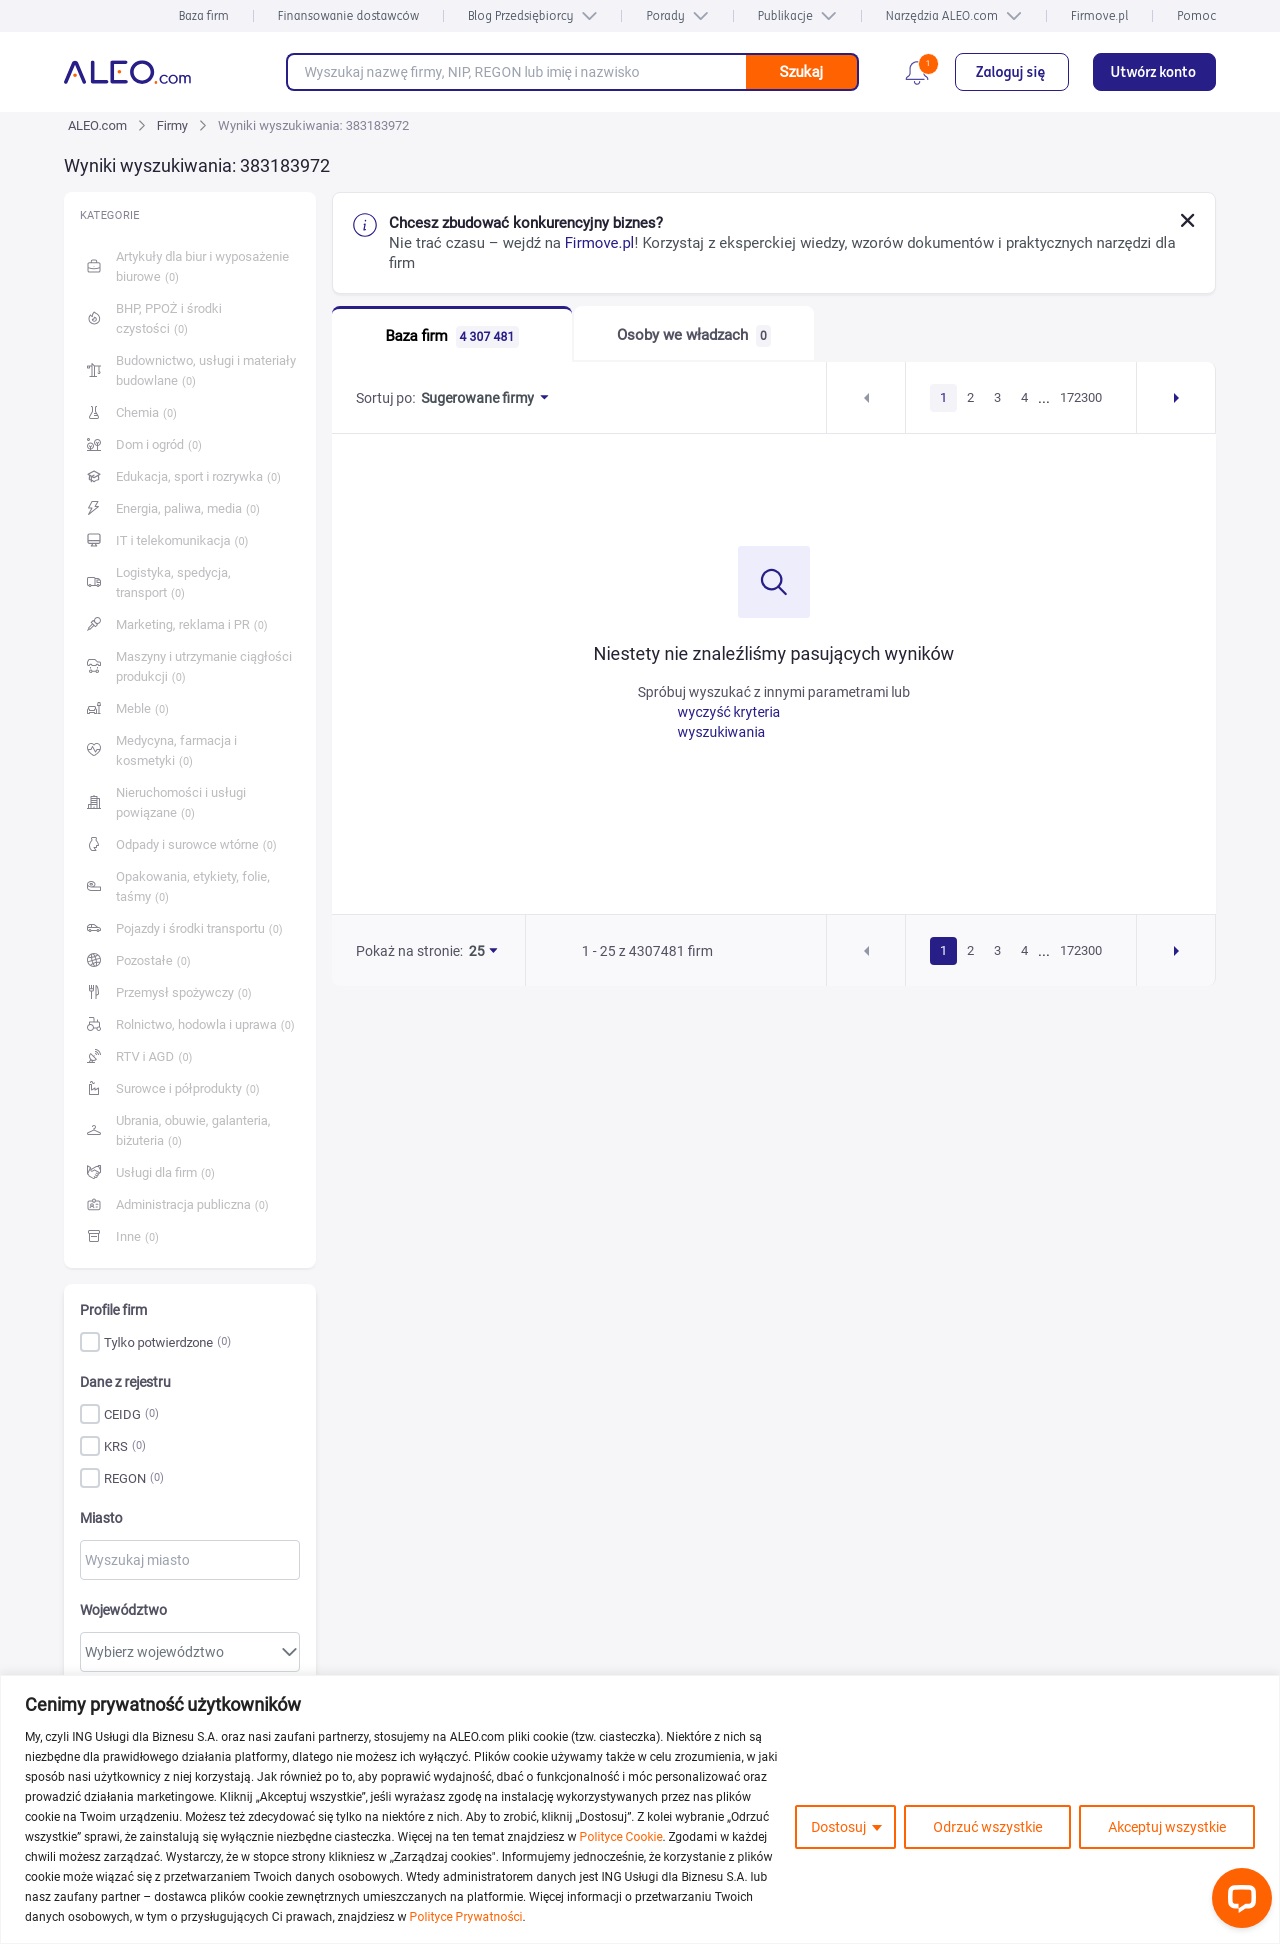 Baza firm
Finansowanie dostawców
Blog Przedsiębiorcy
Porady
Publikacje
Narzędzia ALEO.com
Firmove.pl
Pomoc
ALEO.com
Wyszukaj nazwę firmy, NIP, REGON lub imię i nazwisko
Szukaj
1
Zaloguj się
Utwórz konto
ALEO.com
Firmy
Wyniki wyszukiwania: 383183972
Wyniki wyszukiwania: 383183972
KATEGORIE
Artykuły dla biur i wyposażenie
biurowe (0)
BHP, PPOŻ i środki
czystości (0)
Budownictwo, usługi i materiały
budowlane (0)
Chemia (0)
Dom i ogród (0)
Edukacja, sport i rozrywka (0)
Energia, paliwa, media (0)
IT i telekomunikacja (0)
Logistyka, spedycja,
transport (0)
Marketing, reklama i PR (0)
Maszyny i utrzymanie ciągłości
produkcji (0)
Meble (0)
Medycyna, farmacja i
kosmetyki (0)
Nieruchomości i usługi
powiązane (0)
Odpady i surowce wtórne (0)
Opakowania, etykiety, folie,
taśmy (0)
Pojazdy i środki transportu (0)
Pozostałe (0)
Przemysł spożywczy (0)
Rolnictwo, hodowla i uprawa (0)
RTV i AGD (0)
Surowce i półprodukty (0)
Ubrania, obuwie, galanteria,
biżuteria (0)
Usługi dla firm (0)
Administracja publiczna (0)
Inne (0)
Profile firm
Tylko potwierdzone (0)
Dane z rejestru
CEIDG (0)
KRS (0)
REGON (0)
Miasto
Wyszukaj miasto
Województwo
Wybierz województwo
Chcesz zbudować konkurencyjny biznes?
Nie trać czasu – wejdź na Firmove.pl! Korzystaj z eksperckiej wiedzy, wzorów dokumentów i praktycznych narzędzi dla
firm
Baza firm 4 307 481
Osoby we władzach 0
Sortuj po: Sugerowane firmy
1 2 3 4 ... 172300
Niestety nie znaleźliśmy pasujących wyników
Spróbuj wyszukać z innymi parametrami lub
wyczyść kryteria
wyszukiwania
Pokaż na stronie: 25
1 - 25 z 4307481 firm
1 2 3 4 ... 172300
Cenimy prywatność użytkowników
My, czyli ING Usługi dla Biznesu S.A. oraz nasi zaufani partnerzy, stosujemy na ALEO.com pliki cookie (tzw. ciasteczka). Niektóre z nich są
niezbędne dla prawidłowego działania platformy, dlatego nie możesz ich wyłączyć. Plików cookie używamy także w celu zrozumienia, w jaki
sposób nasi użytkownicy z niej korzystają. Jak również po to, aby poprawić wydajność, dbać o funkcjonalność i móc personalizować oraz
prowadzić działania marketingowe. Kliknij „Akceptuj wszystkie”, jeśli wyrażasz zgodę na instalację wykorzystywanych przez nas plików
cookie na Twoim urządzeniu. Możesz też zdecydować się tylko na niektóre z nich. Aby to zrobić, kliknij „Dostosuj”. Z kolei wybranie „Odrzuć
wszystkie” sprawi, że zainstalują się wyłącznie niezbędne ciasteczka. Więcej na ten temat znajdziesz w Polityce Cookie. Zgodami w każdej
chwili możesz zarządzać. Wystarczy, że w stopce strony klikniesz w „Zarządzaj cookies". Informujemy jednocześnie, że korzystanie z plików
cookie może wiązać się z przetwarzaniem Twoich danych osobowych. Wtedy administratorem danych jest ING Usługi dla Biznesu S.A. lub
nasz zaufany partner – dostawca plików cookie zewnętrznych umieszczanych na platformie. Więcej informacji o przetwarzaniu Twoich
danych osobowych, w tym o przysługujących Ci prawach, znajdziesz w Polityce Prywatności.
Dostosuj
Odrzuć wszystkie
Akceptuj wszystkie